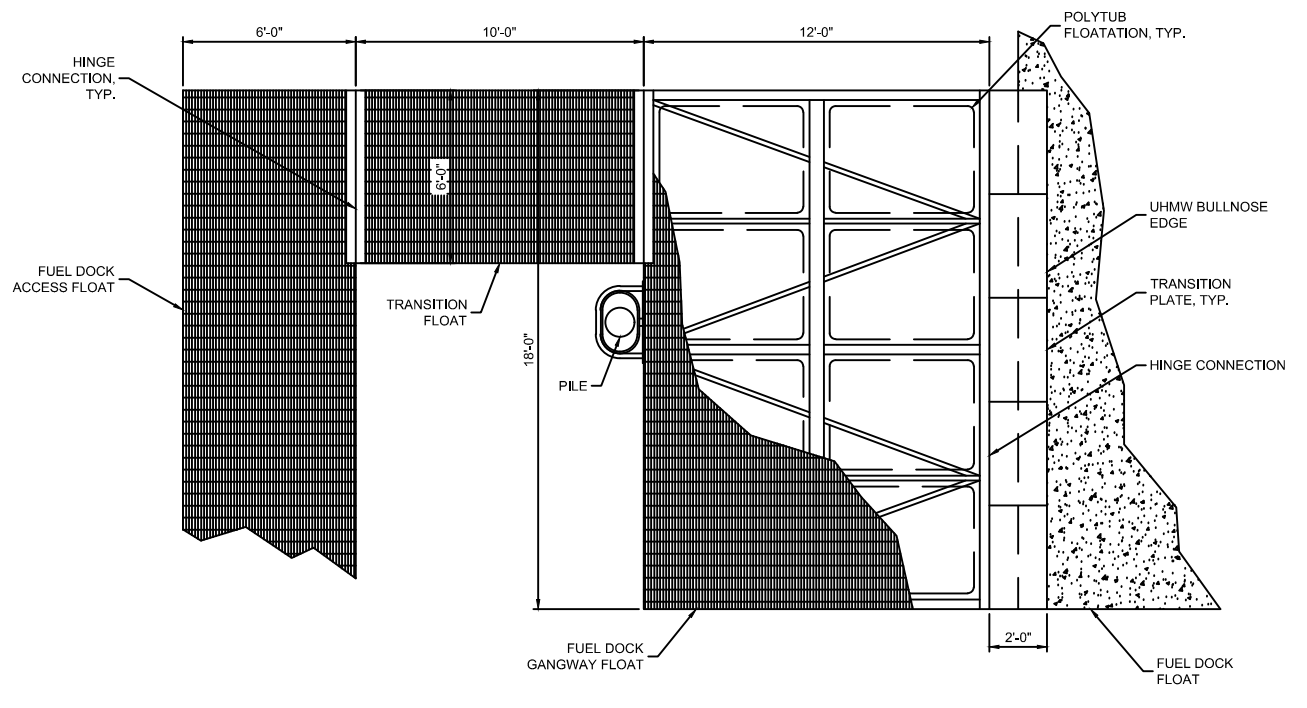 6'-0"
10'-0"
12'-0"
POLYTUB
FLOATATION, TYP.
HINGE
CONNECTION,
TYP.
6'-0"
UHMW BULLNOSE
EDGE
FUEL DOCK
ACCESS FLOAT
TRANSITION
FLOAT
TRANSITION
PLATE, TYP.
18'-0"
PILE
HINGE CONNECTION
FUEL DOCK
GANGWAY FLOAT
2'-0"
FUEL DOCK
FLOAT